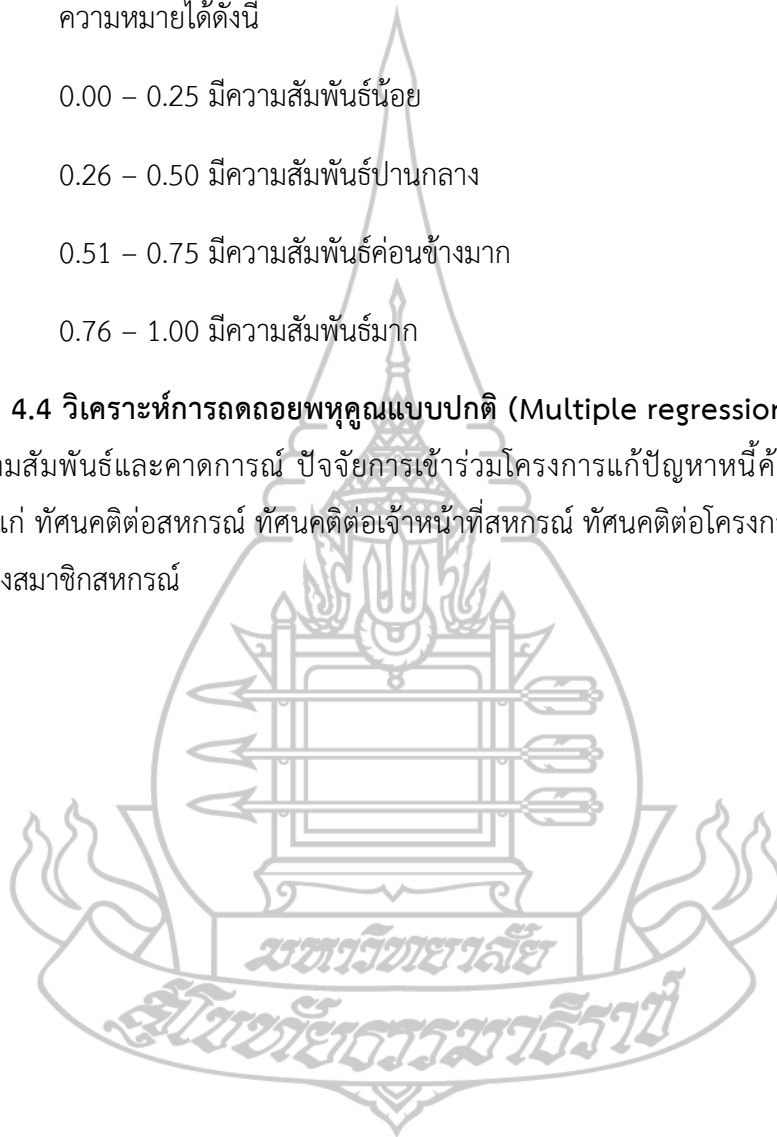 ความหมายได้ดังนี้
0.00 – 0.25 มีความสัมพันธ์น้อย
0.26 – 0.50 มีความสัมพันธ์ปานกลาง
0.51 – 0.75 มีความสัมพันธ์ค่อนข้างมาก
0.76 – 1.00 มีความสัมพันธ์มาก
4.4 วิเคราะห์การถดถอยพหุคูณแบบปกติ (Multiple regression
ามสัมพันธ์และคาดการณ์ ปัจจัยการเข้าร่วมโครงการแก้ปัญหาหนี้ค้
แก่ ทัศนคติต่อสหกรณ์ ทัศนคติต่อเจ้าหน้าที่สหกรณ์ ทัศนคติต่อโครงกา
งสมาชิกสหกรณ์
มหาวิทยาลัย
สุโขทัยธรรมาธิราช